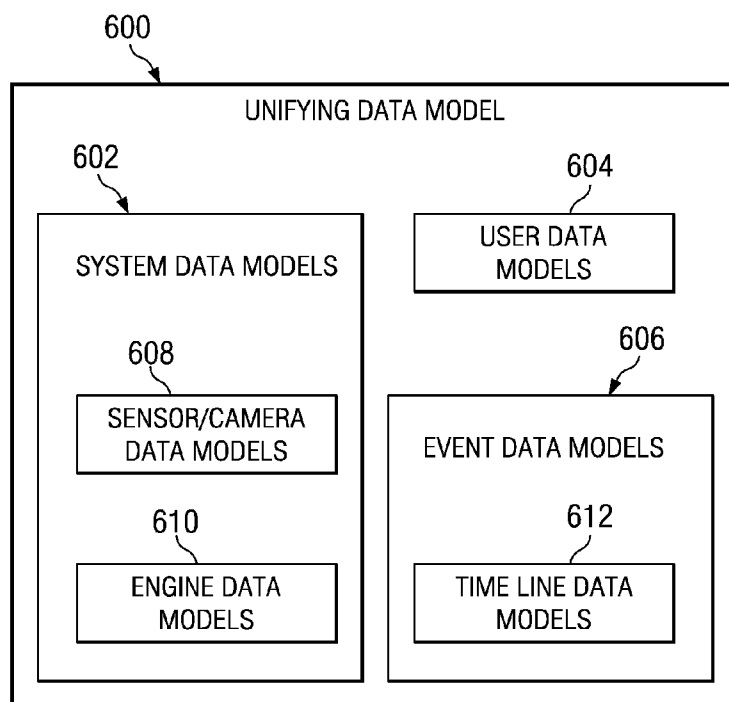 600
UNIFYING DATA MODEL
602
SYSTEM DATA MODELS
608
SENSOR/CAMERA
DATA MODELS
610
ENGINE DATA
MODELS
604
USER DATA
MODELS
606
EVENT DATA MODELS
612
TIME LINE DATA
MODELS